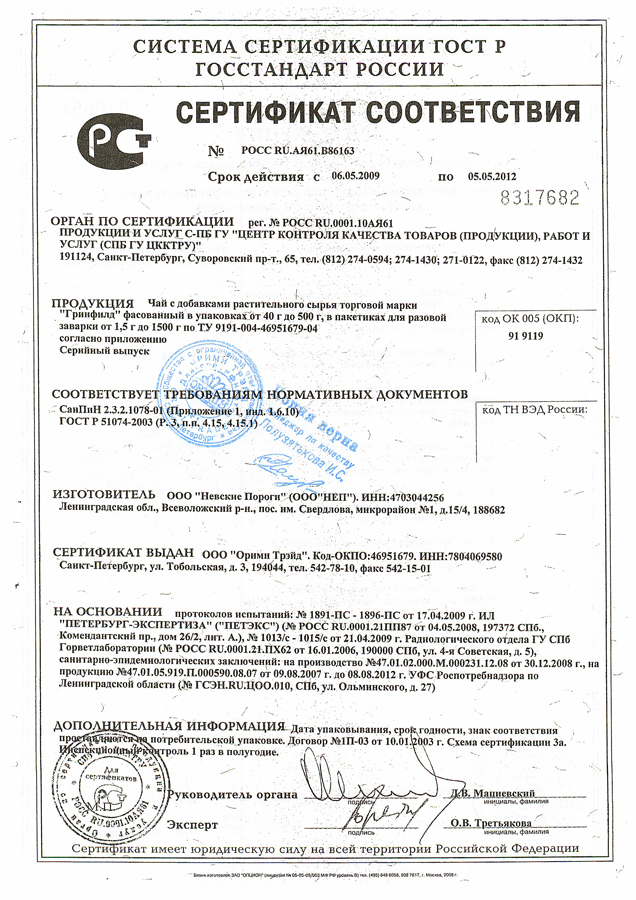 СИСТЕМА СЕРТИФИКАЦИИ ГОСТ Р
ГОССТАНДАРТ РОССИИ
СЕРТИФИКАТ СООТВЕТСТВИЯ
№ РОСС RU.АЯ61.В86163
Срок действия с 06.05.2009 по 05.05.2012
8317682
ОРГАН ПО СЕРТИФИКАЦИИ рег. № РОСС RU.0001.10АЯ61
ПРОДУКЦИИ И УСЛУГ С-ПБ ГУ "ЦЕНТР КОНТРОЛЯ КАЧЕСТВА ТОВАРОВ (ПРОДУКЦИИ), РАБОТ И
УСЛУГ (СПБ ГУ ЦККТРУ)"
191124, Санкт-Петербург, Суворовский пр-т., 65, тел. (812) 274-0594; 274-1430; 271-0122, факс (812) 274-1432
ПРОДУКЦИЯ Чай с добавками растительного сырья торговой марки
"Гринфилд" фасованный в упаковках от 40 г до 500 г, в пакетиках для разовой
заварки от 1,5 г до 1500 г по ТУ 9191-004-46951679-04
согласно приложению
Серийный выпуск
код ОК 005 (ОКП):
91 9119
СООТВЕТСТВУЕТ ТРЕБОВАНИЯМ НОРМАТИВНЫХ ДОКУМЕНТОВ
СанПиН 2.3.2.1078-01 (Приложение 1, инд. 1.6.10)
ГОСТ Р 51074-2003 (Р. 3, п.п. 4.15, 4.15.1)
код ТН ВЭД России:
копия верна
Менеджер по качеству
Полузятькова И.С.
ИЗГОТОВИТЕЛЬ ООО "Невские Пороги" (ООО"НЕП"). ИНН:4703044256
Ленинградская обл., Всеволожский р-н., пос. им. Свердлова, микрорайон №1, д.15/4, 188682
СЕРТИФИКАТ ВЫДАН ООО "Орими Трэйд". Код-ОКПО:46951679. ИНН:7804069580
Санкт-Петербург, ул. Тобольская, д. 3, 194044, тел. 542-78-10, факс 542-15-01
НА ОСНОВАНИИ протоколов испытаний: № 1891-ПС - 1896-ПС от 17.04.2009 г. ИЛ
"ПЕТЕРБУРГ-ЭКСПЕРТИЗА" ("ПЕТЭКС") (№ РОСС RU.0001.21ПП87 от 04.05.2008, 197372 СПб.,
Комендантский пр., дом 26/2, лит. А.), № 1013/с - 1015/с от 21.04.2009 г. Радиологического отдела ГУ СПб
Горветлаборатории (№ РОСС RU.0001.21.ПХ62 от 16.01.2006, 190000 СПб, ул. 4-я Советская, д. 5),
санитарно-эпидемиологических заключений: на производство №47.01.02.000.М.000231.12.08 от 30.12.2008 г., на
продукцию №47.01.05.919.П.000590.08.07 от 09.08.2007 г. до 08.08.2012 г. УФС Роспотребнадзора по
Ленинградской области (№ ГСЭН.RU.ЦОО.010, СПб, ул. Ольминского, д. 27)
ДОПОЛНИТЕЛЬНАЯ ИНФОРМАЦИЯ Дата упаковывания, срок годности, знак соответствия
проставляются на потребительской упаковке. Договор №1П-03 от 10.01.2003 г. Схема сертификации 3а.
Инспекционный контроль 1 раз в полугодие.
Для
сертификатов
М.П.
РОСС RU.0001.10АЯ61
Руководитель органа
подпись
Д.В. Машневский
инициалы, фамилия
Эксперт
подпись
О.В. Третьякова
инициалы, фамилия
Сертификат имеет юридическую силу на всей территории Российской Федерации